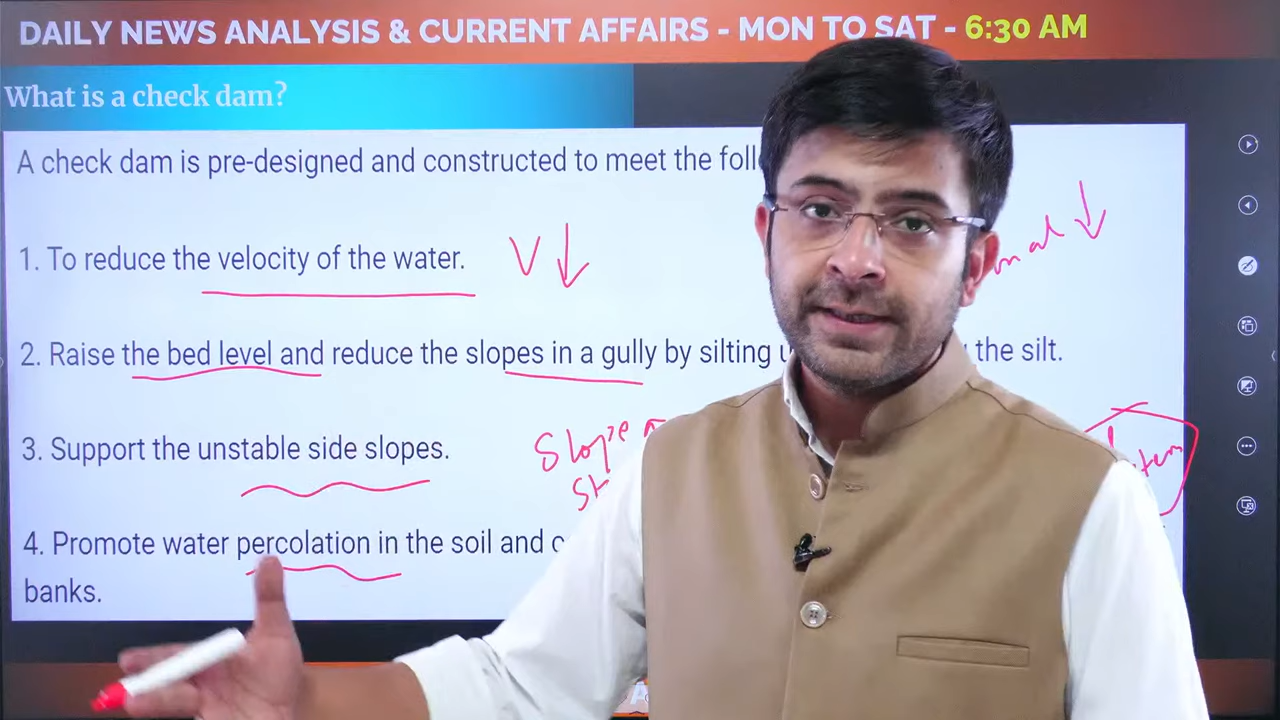 DAILY NEWS ANALYSIS & CURRENT AFFAIRS - MON TO SAT - 6:30 AM
What is a check dam?
A check dam is pre-designed and constructed to meet the
1. To reduce the velocity of the water. V ↓
2. Raise the bed level and reduce the slopes in a gully by silting the silt.
3. Support the unstable side slopes.
Slope
4. Promote water percolation in the soil and
banks.